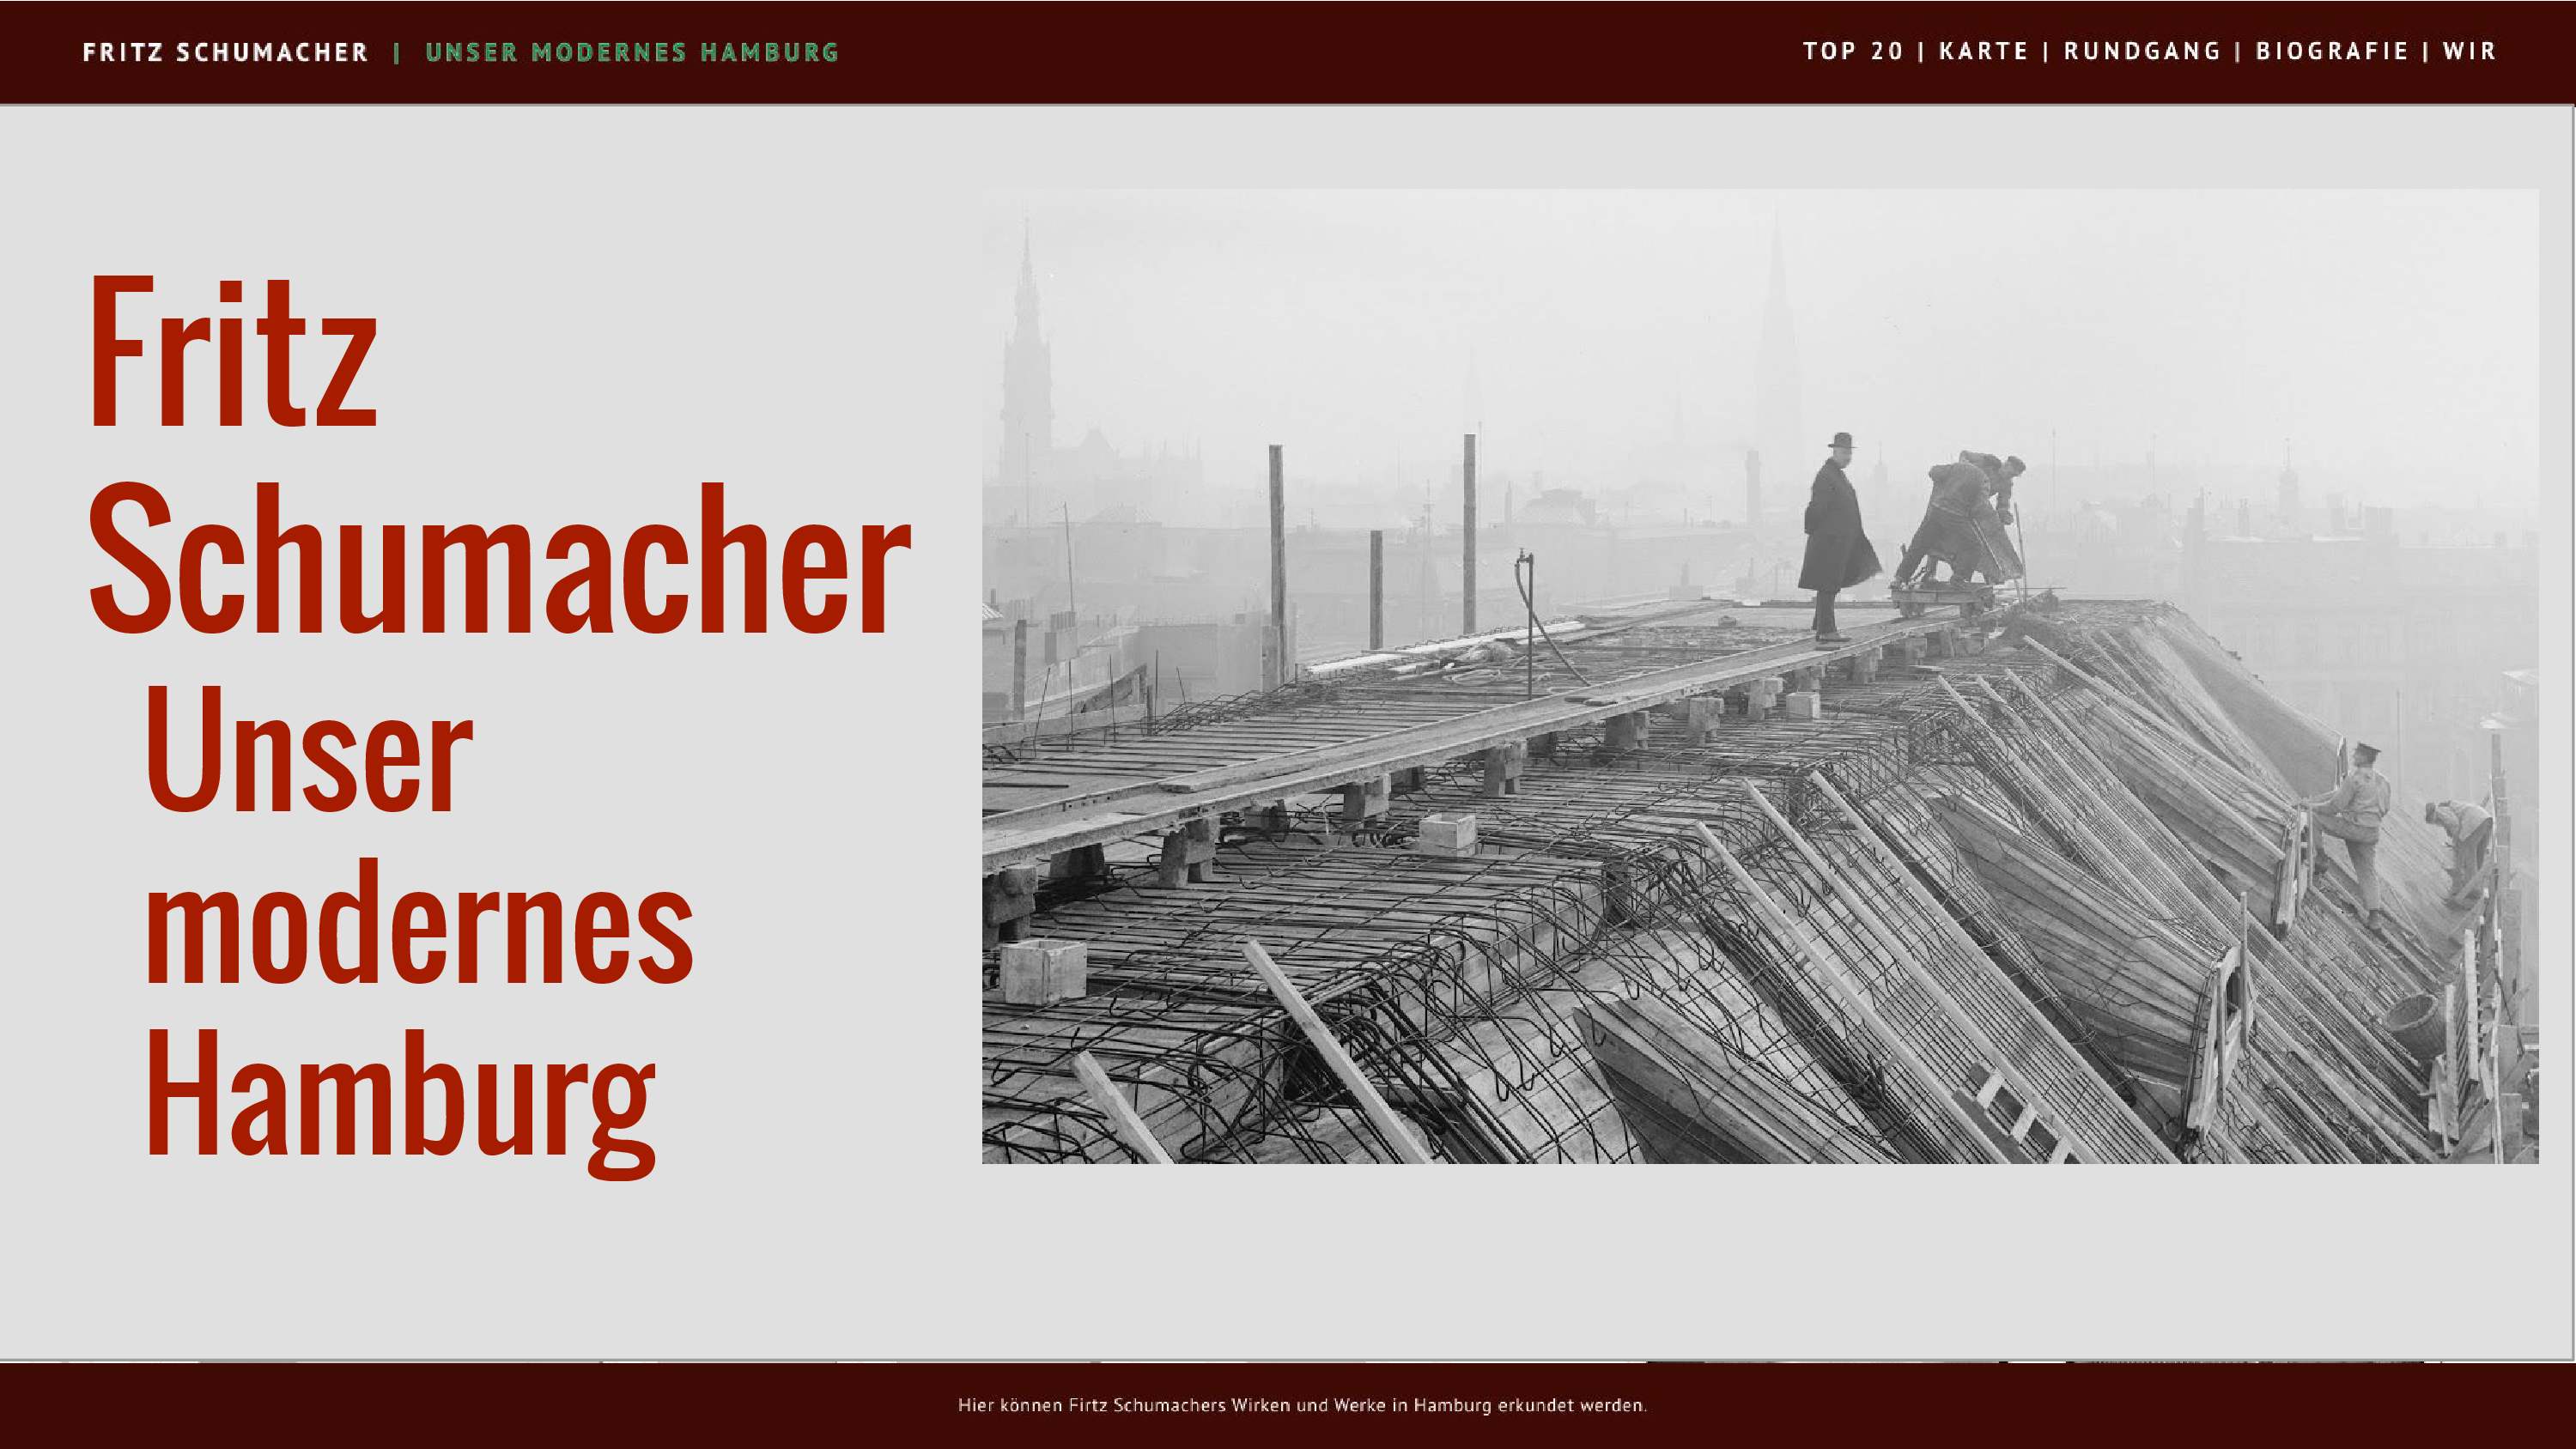 FRITZ SCHUMACHER | UNSER MODERNES HAMBURG
TOP 20 | KARTE | RUNDGANG | BIOGRAFIE | WIR
Fritz
Schumacher
Unser
modernes
Hamburg
Hier können Firtz Schumachers Wirken und Werke in Hamburg erkundet werden.